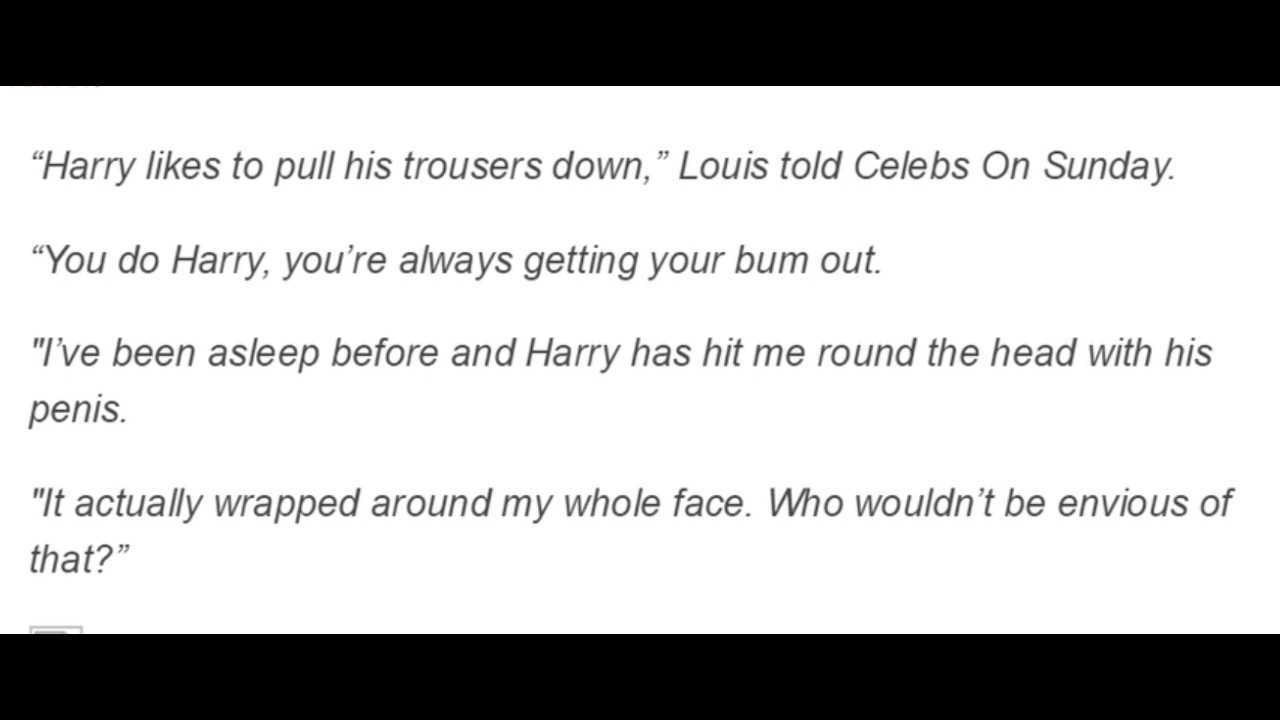 “Harry likes to pull his trousers down,” Louis told Celebs On Sunday.
“You do Harry, you’re always getting your bum out.
"I’ve been asleep before and Harry has hit me round the head with his
penis.
"It actually wrapped around my whole face. Who wouldn’t be envious of
that?”